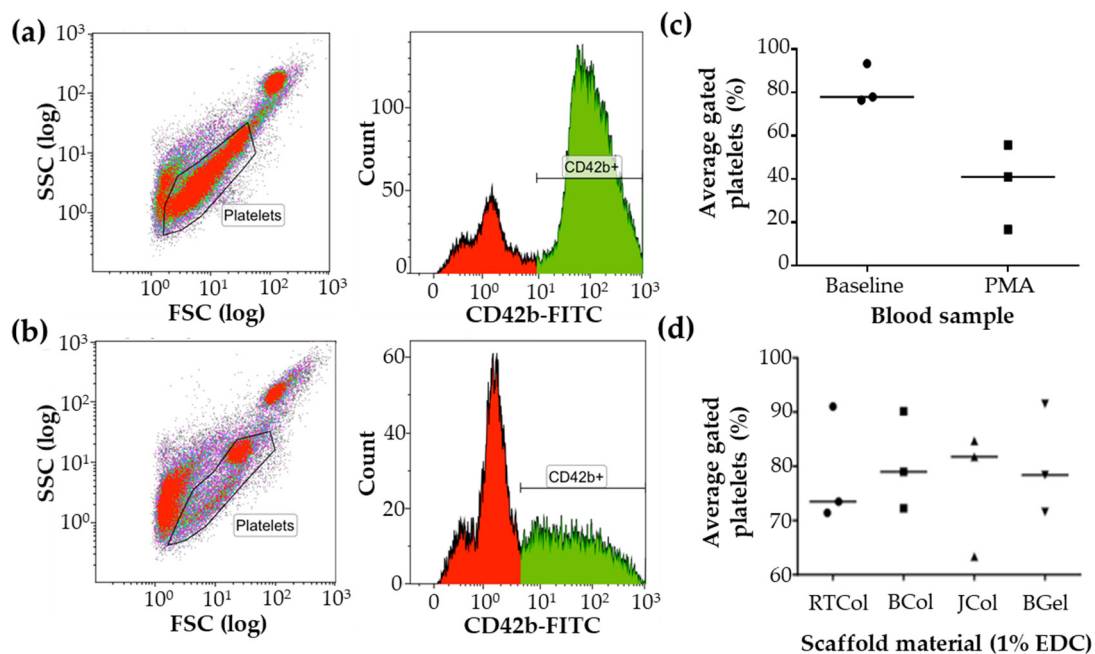 (a)
10³
10²
10¹
10⁰
SSC (log)
Platelets
10⁰ 10¹ 10² 10³
FSC (log)
100
50
0
Count
CD42b+
0 10⁰ 10¹ 10² 10³
CD42b-FITC
(b)
10³
10²
10¹
10⁰
SSC (log)
Platelets
10⁰ 10¹ 10² 10³
FSC (log)
60
40
20
0
Count
CD42b+
0 10⁰ 10¹ 10² 10³
CD42b-FITC
(c)
100
80
60
40
20
0
Average gated
platelets (%)
Baseline PMA
Blood sample
(d)
100
90
80
70
60
Average gated
platelets (%)
RTCol BCol JCol BGel
Scaffold material (1% EDC)